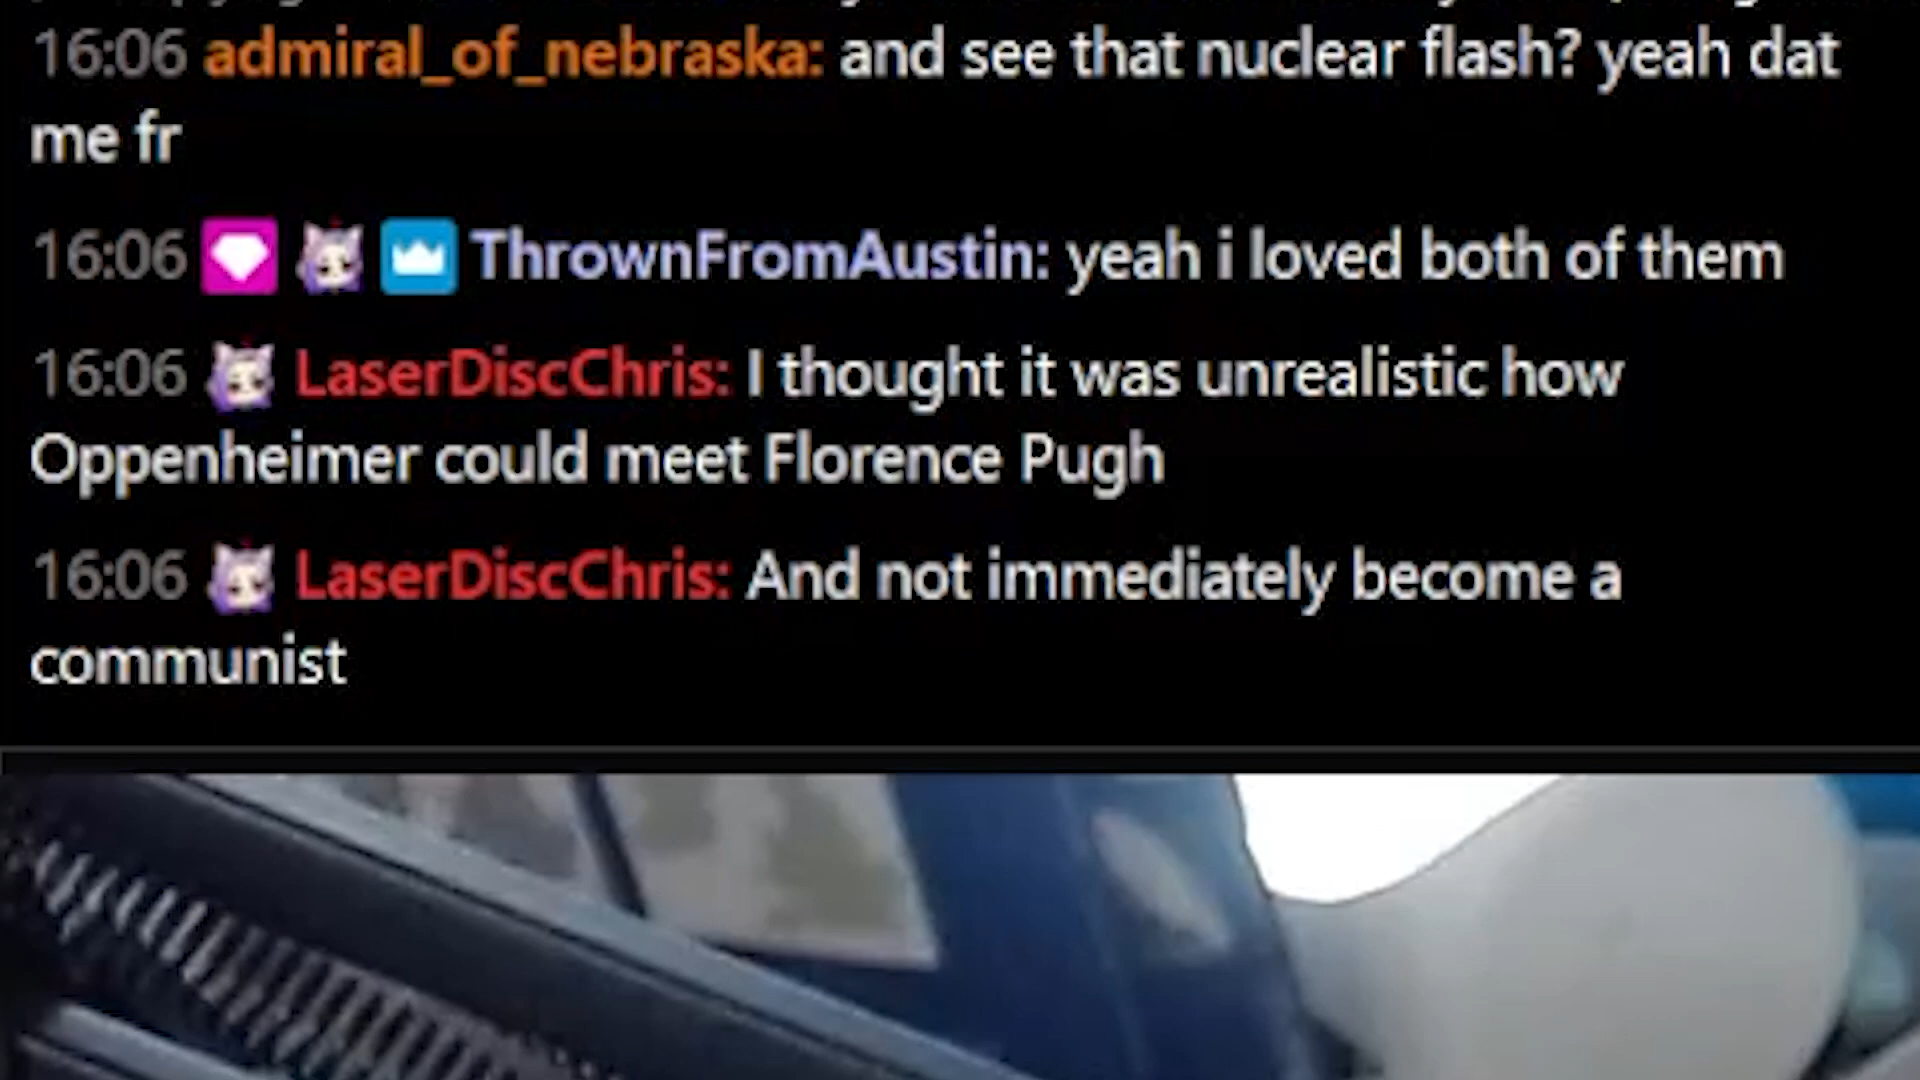 16:06 admiral_of_nebraska: and see that nuclear flash? yeah dat
me fr
16:06 ThrownFromAustin: yeah i loved both of them
16:06 LaserDiscChris: I thought it was unrealistic how
Oppenheimer could meet Florence Pugh
16:06 LaserDiscChris: And not immediately become a
communist